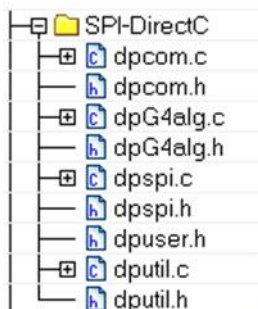 SPI-DirectC
dpcom.c
dpcom.h
dpG4alg.c
dpG4alg.h
dpspi.c
dpspi.h
dpuser.h
dputil.c
dputil.h